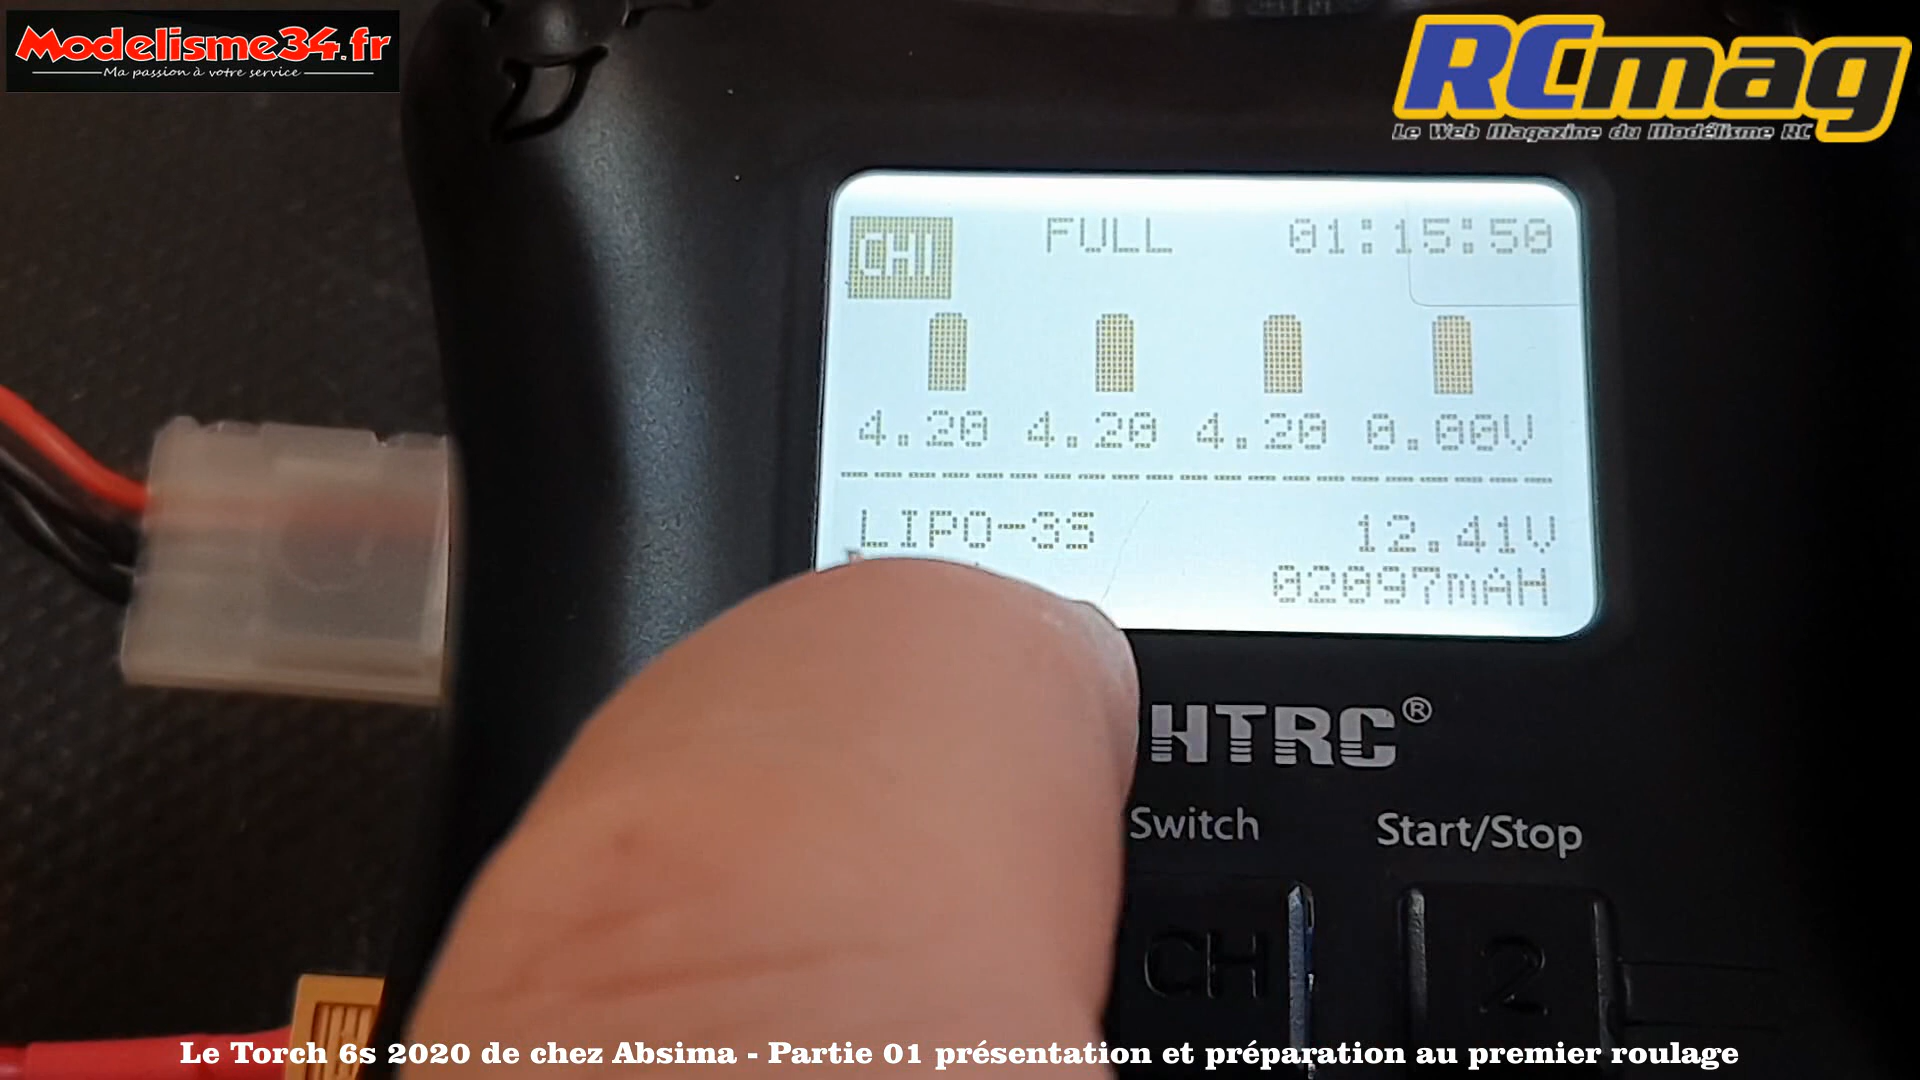 Modelisme34.fr
Ma passion à votre service
RCmag
Le Web Magazine du Modélisme RC
CH1 FULL 01:15:50
4.20 4.20 4.20 0.00V
LIPO-3S 12.41V
02097mAH
HTRC®
Switch Start/Stop
CH 2
Le Torch 6s 2020 de chez Absima - Partie 01 présentation et préparation au premier roulage